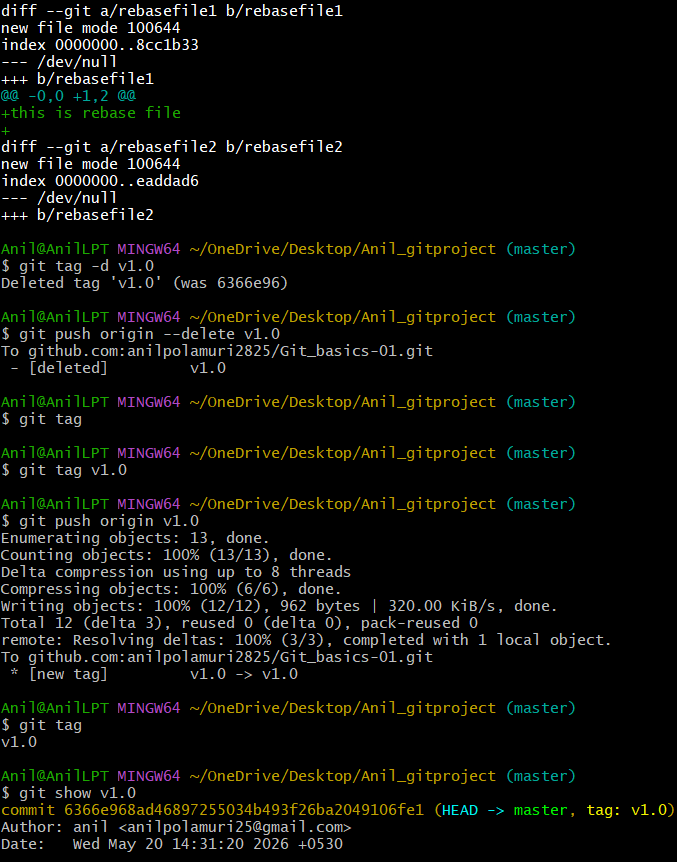 diff --git a/rebasefile1 b/rebasefile1
new file mode 100644
index 0000000..8cc1b33
--- /dev/null
+++ b/rebasefile1
@@ -0,0 +1,2 @@
+this is rebase file
+
diff --git a/rebasefile2 b/rebasefile2
new file mode 100644
index 0000000..eaddad6
--- /dev/null
+++ b/rebasefile2

Anil@AnilLPT MINGW64 ~/OneDrive/Desktop/Anil_gitproject (master)
$ git tag -d v1.0
Deleted tag 'v1.0' (was 6366e96)

Anil@AnilLPT MINGW64 ~/OneDrive/Desktop/Anil_gitproject (master)
$ git push origin --delete v1.0
To github.com:anilpolamuri2825/Git_basics-01.git
 - [deleted]         v1.0

Anil@AnilLPT MINGW64 ~/OneDrive/Desktop/Anil_gitproject (master)
$ git tag

Anil@AnilLPT MINGW64 ~/OneDrive/Desktop/Anil_gitproject (master)
$ git tag v1.0

Anil@AnilLPT MINGW64 ~/OneDrive/Desktop/Anil_gitproject (master)
$ git push origin v1.0
Enumerating objects: 13, done.
Counting objects: 100% (13/13), done.
Delta compression using up to 8 threads
Compressing objects: 100% (6/6), done.
Writing objects: 100% (12/12), 962 bytes | 320.00 KiB/s, done.
Total 12 (delta 3), reused 0 (delta 0), pack-reused 0
remote: Resolving deltas: 100% (3/3), completed with 1 local object.
To github.com:anilpolamuri2825/Git_basics-01.git
 * [new tag]         v1.0 -> v1.0

Anil@AnilLPT MINGW64 ~/OneDrive/Desktop/Anil_gitproject (master)
$ git tag
v1.0

Anil@AnilLPT MINGW64 ~/OneDrive/Desktop/Anil_gitproject (master)
$ git show v1.0
commit 6366e968ad46897255034b493f26ba2049106fe1 (HEAD -> master, tag: v1.0)
Author: anil <anilpolamuri25@gmail.com>
Date:   Wed May 20 14:31:20 2026 +0530